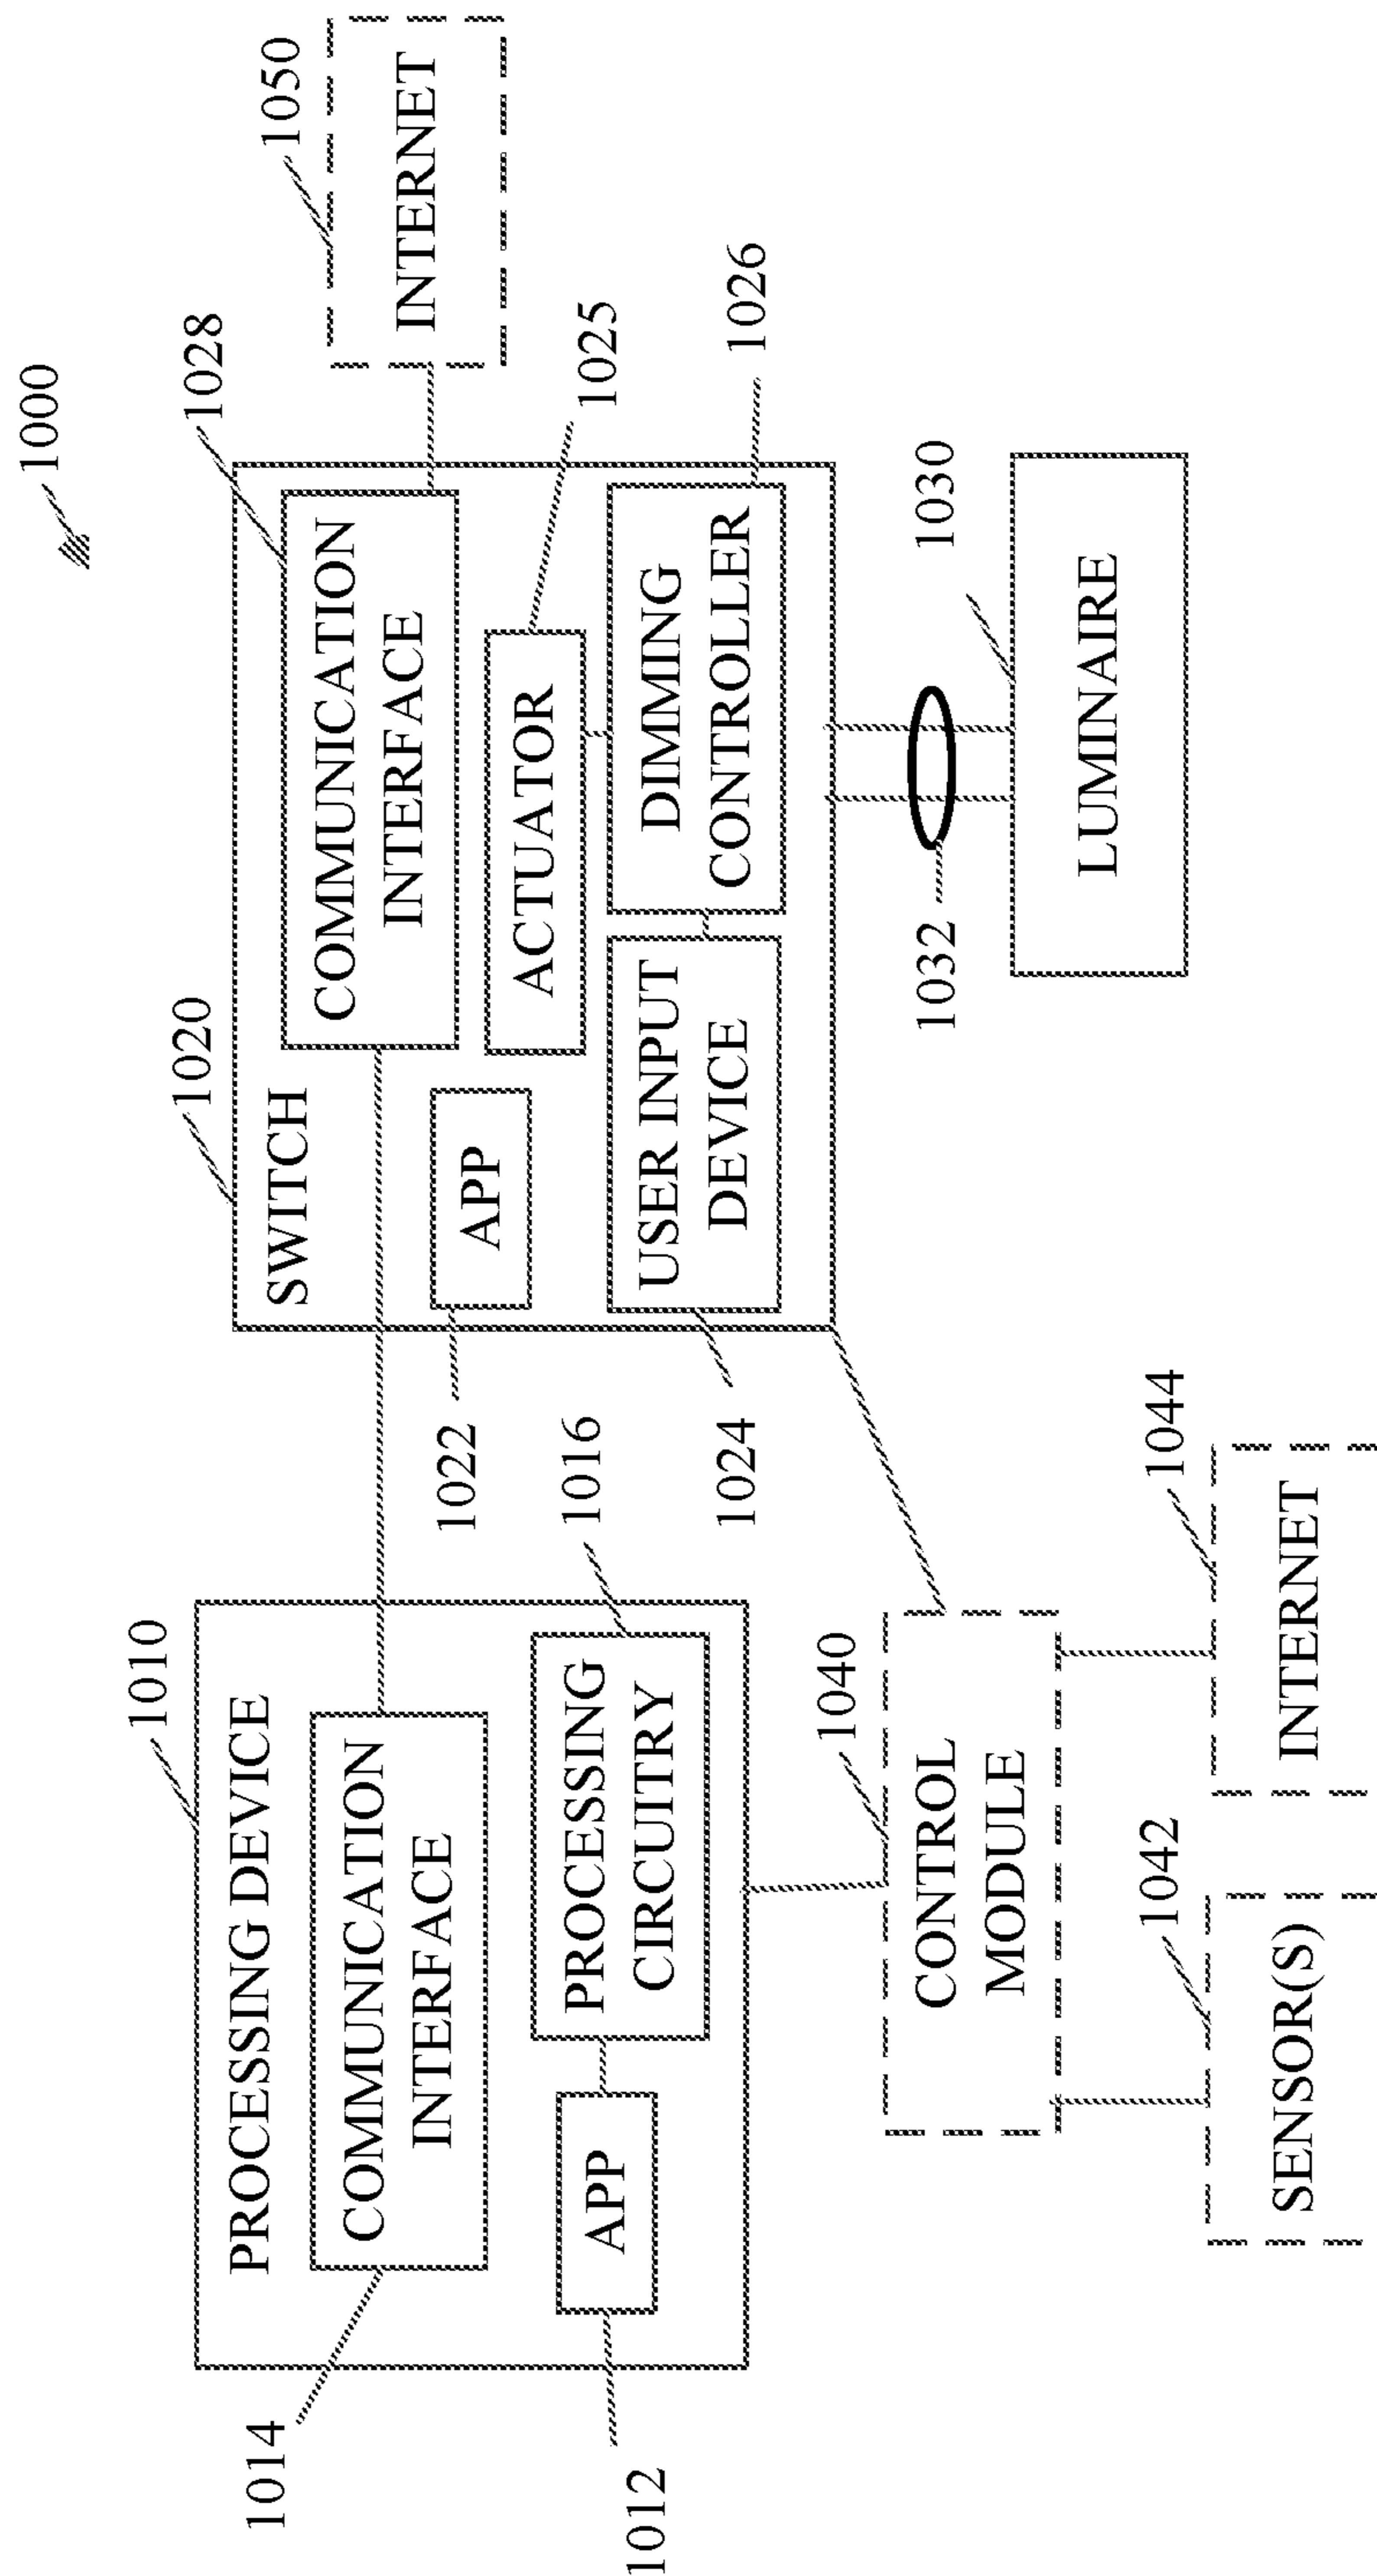 1000
1010
PROCESSING DEVICE
1014
COMMUNICATION
INTERFACE
1012
APP
PROCESSING
CIRCUITRY
1016
1020
SWITCH
1028
COMMUNICATION
INTERFACE
1022
APP
ACTUATOR
1025
1024
USER INPUT
DEVICE
DIMMING
CONTROLLER
1026
1050
INTERNET
1040
CONTROL
MODULE
1032
1030
LUMINAIRE
1042
SENSOR(S)
1044
INTERNET